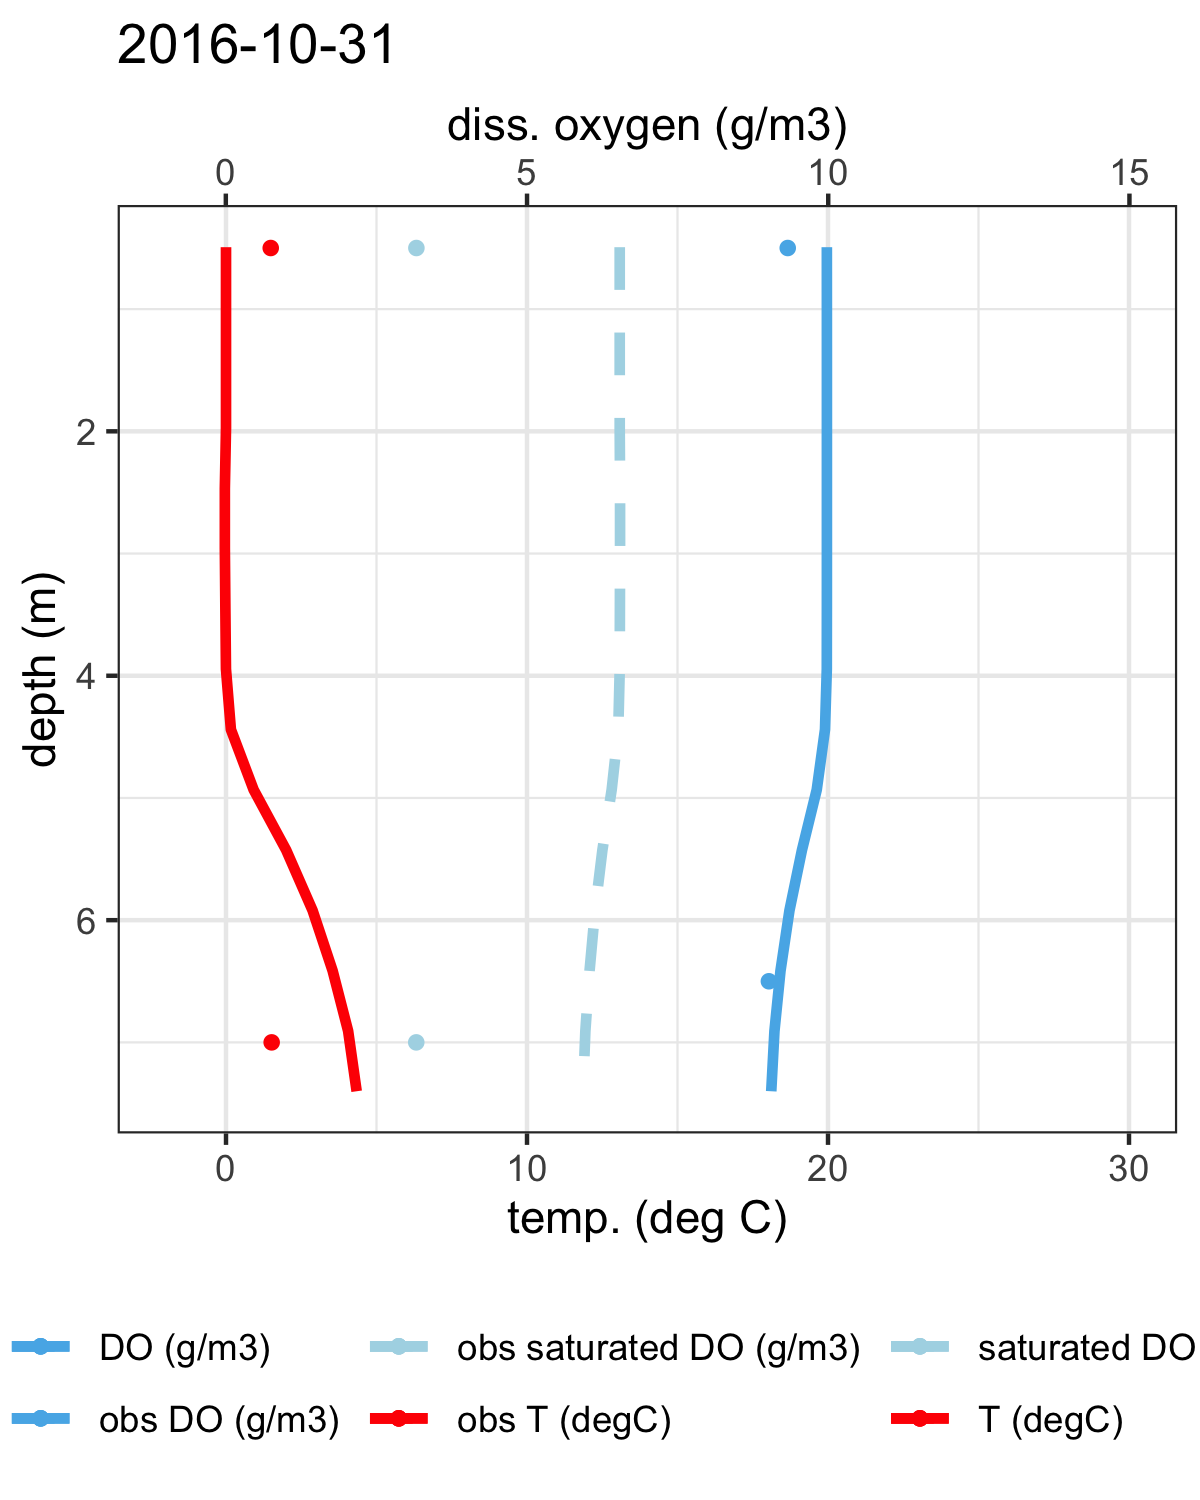 2016-10-31
diss. oxygen (g/m3)
0 5 10 15
2
4
6
depth (m)
0 10 20 30
temp. (deg C)
DO (g/m3) obs saturated DO (g/m3) saturated DO
obs DO (g/m3) obs T (degC) T (degC)